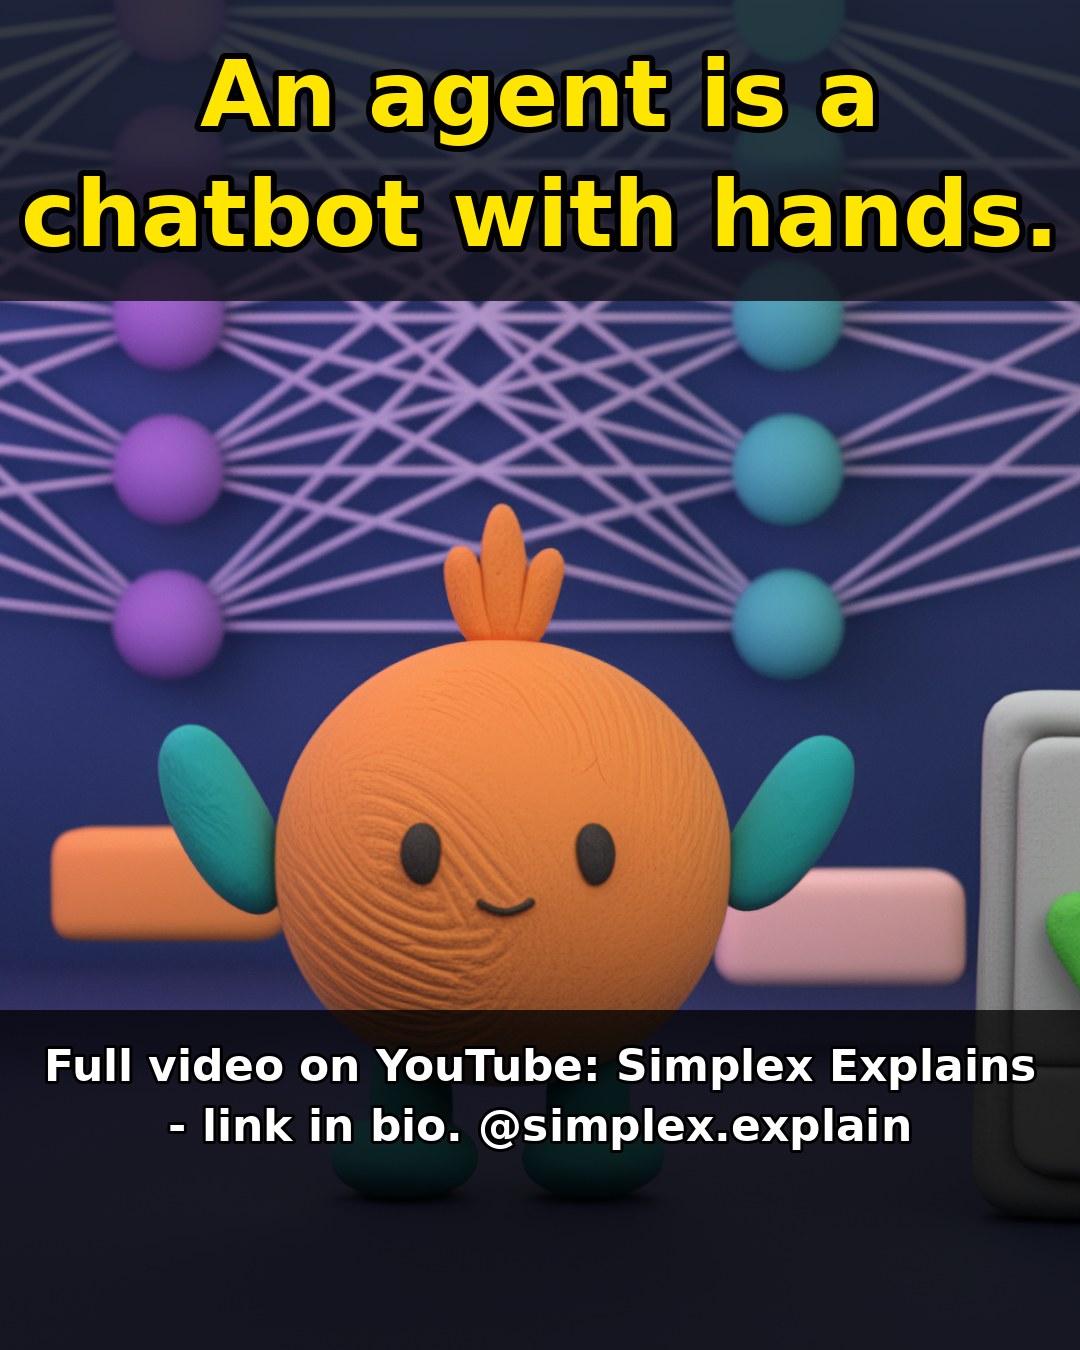 An agent is a
chatbot with hands.
Full video on YouTube: Simplex Explains
- link in bio. @simplex.explain